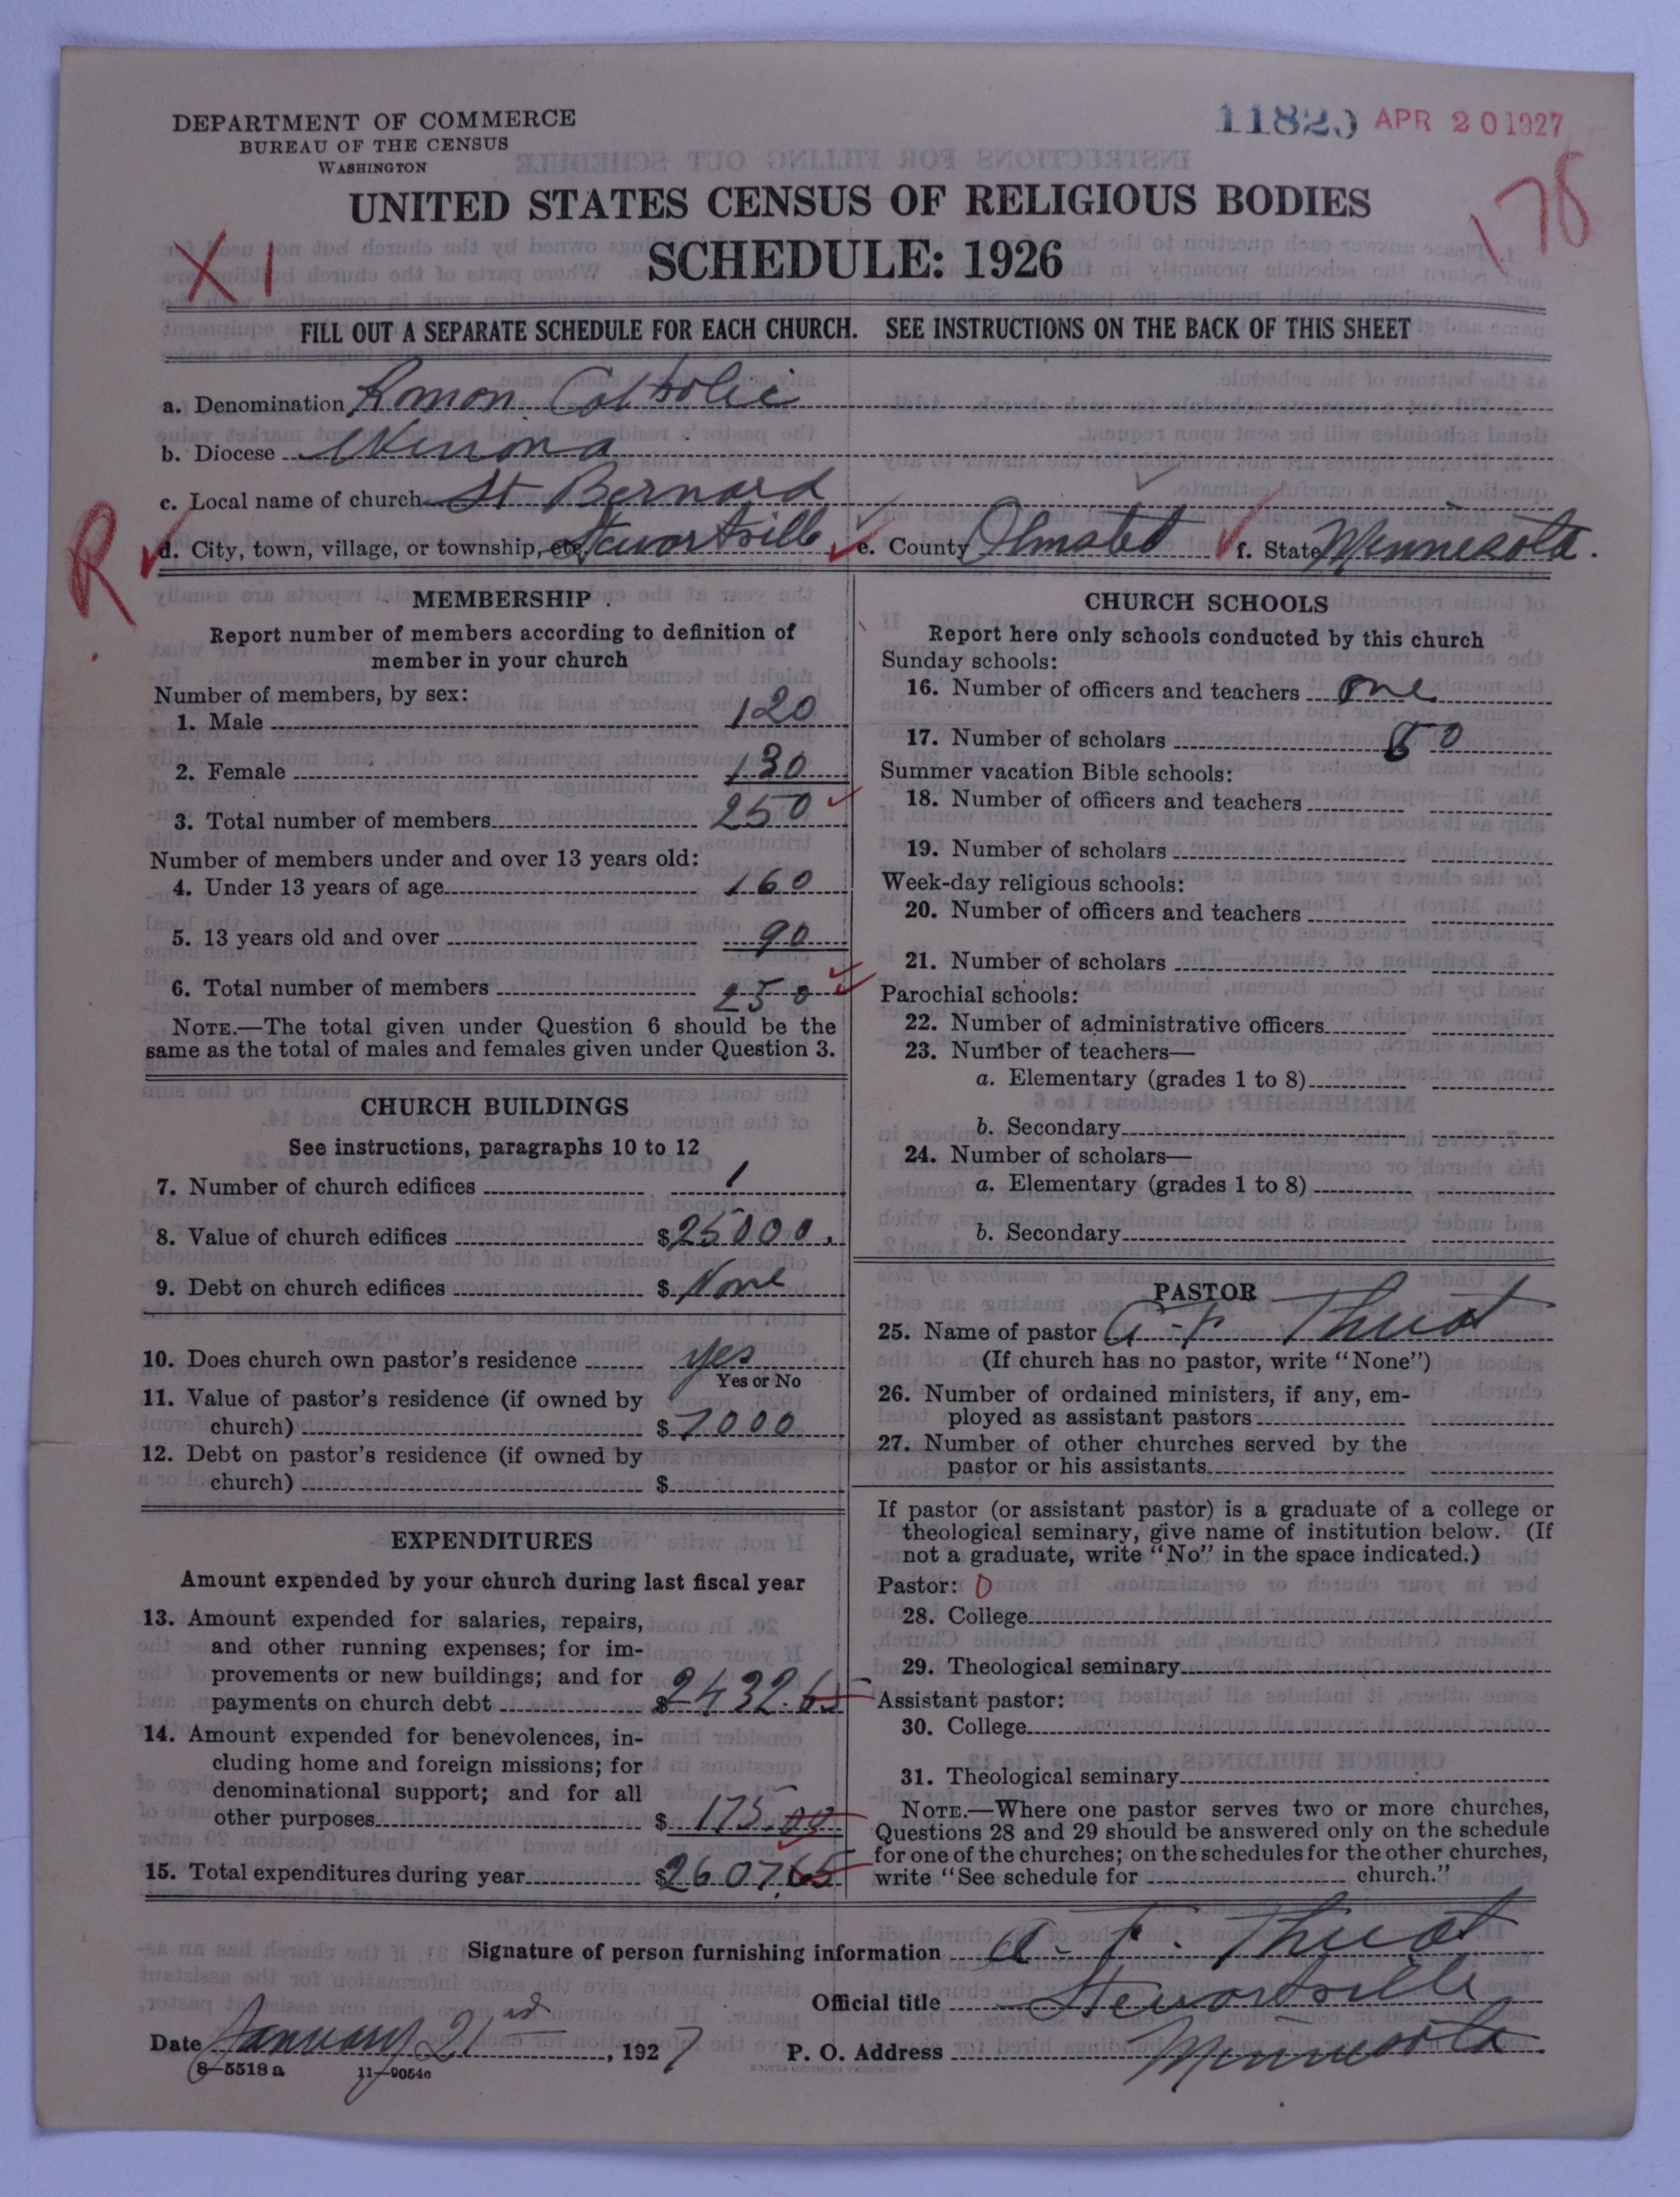 DEPARTMENT OF COMMERCE
BUREAU OF THE CENSUS
WASHINGTON
11820 APR 20 1927
UNITED STATES CENSUS OF RELIGIOUS BODIES
SCHEDULE: 1926
X1
178
FILL OUT A SEPARATE SCHEDULE FOR EACH CHURCH. SEE INSTRUCTIONS ON THE BACK OF THIS SHEET
a. Denomination Roman Catholic
b. Diocese Winona
c. Local name of church St Bernard
R
d. City, town, village, or township, etc. Stewartville e. County Olmsted f. State Minnesota.
MEMBERSHIP
Report number of members according to definition of
member in your church
Number of members, by sex:
1. Male 120
2. Female 130
3. Total number of members 250
Number of members under and over 13 years old:
4. Under 13 years of age 160
5. 13 years old and over 90
6. Total number of members 250
NOTE.—The total given under Question 6 should be the
same as the total of males and females given under Question 3.
CHURCH BUILDINGS
See instructions, paragraphs 10 to 12
7. Number of church edifices 1
8. Value of church edifices $25000.
9. Debt on church edifices $ None
10. Does church own pastor's residence yes
Yes or No
11. Value of pastor's residence (if owned by
church) $7000
12. Debt on pastor's residence (if owned by
church) $
EXPENDITURES
Amount expended by your church during last fiscal year
13. Amount expended for salaries, repairs,
and other running expenses; for im-
provements or new buildings; and for
payments on church debt $2432.65
14. Amount expended for benevolences, in-
cluding home and foreign missions; for
denominational support; and for all
other purposes $ 175.00
15. Total expenditures during year $2607.65
CHURCH SCHOOLS
Report here only schools conducted by this church
Sunday schools:
16. Number of officers and teachers one
17. Number of scholars 50
Summer vacation Bible schools:
18. Number of officers and teachers
19. Number of scholars
Week-day religious schools:
20. Number of officers and teachers
21. Number of scholars
Parochial schools:
22. Number of administrative officers
23. Number of teachers—
a. Elementary (grades 1 to 8)
b. Secondary
24. Number of scholars—
a. Elementary (grades 1 to 8)
b. Secondary
PASTOR
25. Name of pastor A. F. Thuot
(If church has no pastor, write "None")
26. Number of ordained ministers, if any, em-
ployed as assistant pastors
27. Number of other churches served by the
pastor or his assistants
If pastor (or assistant pastor) is a graduate of a college or
theological seminary, give name of institution below. (If
not a graduate, write "No" in the space indicated.)
Pastor: 0
28. College
29. Theological seminary
Assistant pastor:
30. College
31. Theological seminary
NOTE.—Where one pastor serves two or more churches,
Questions 28 and 29 should be answered only on the schedule
for one of the churches; on the schedules for the other churches,
write "See schedule for church."
Signature of person furnishing information A. F. Thuot
Official title Stewartville
Date January 21nd, 1927 P. O. Address Minnesota
8—5518 a 11—9054c